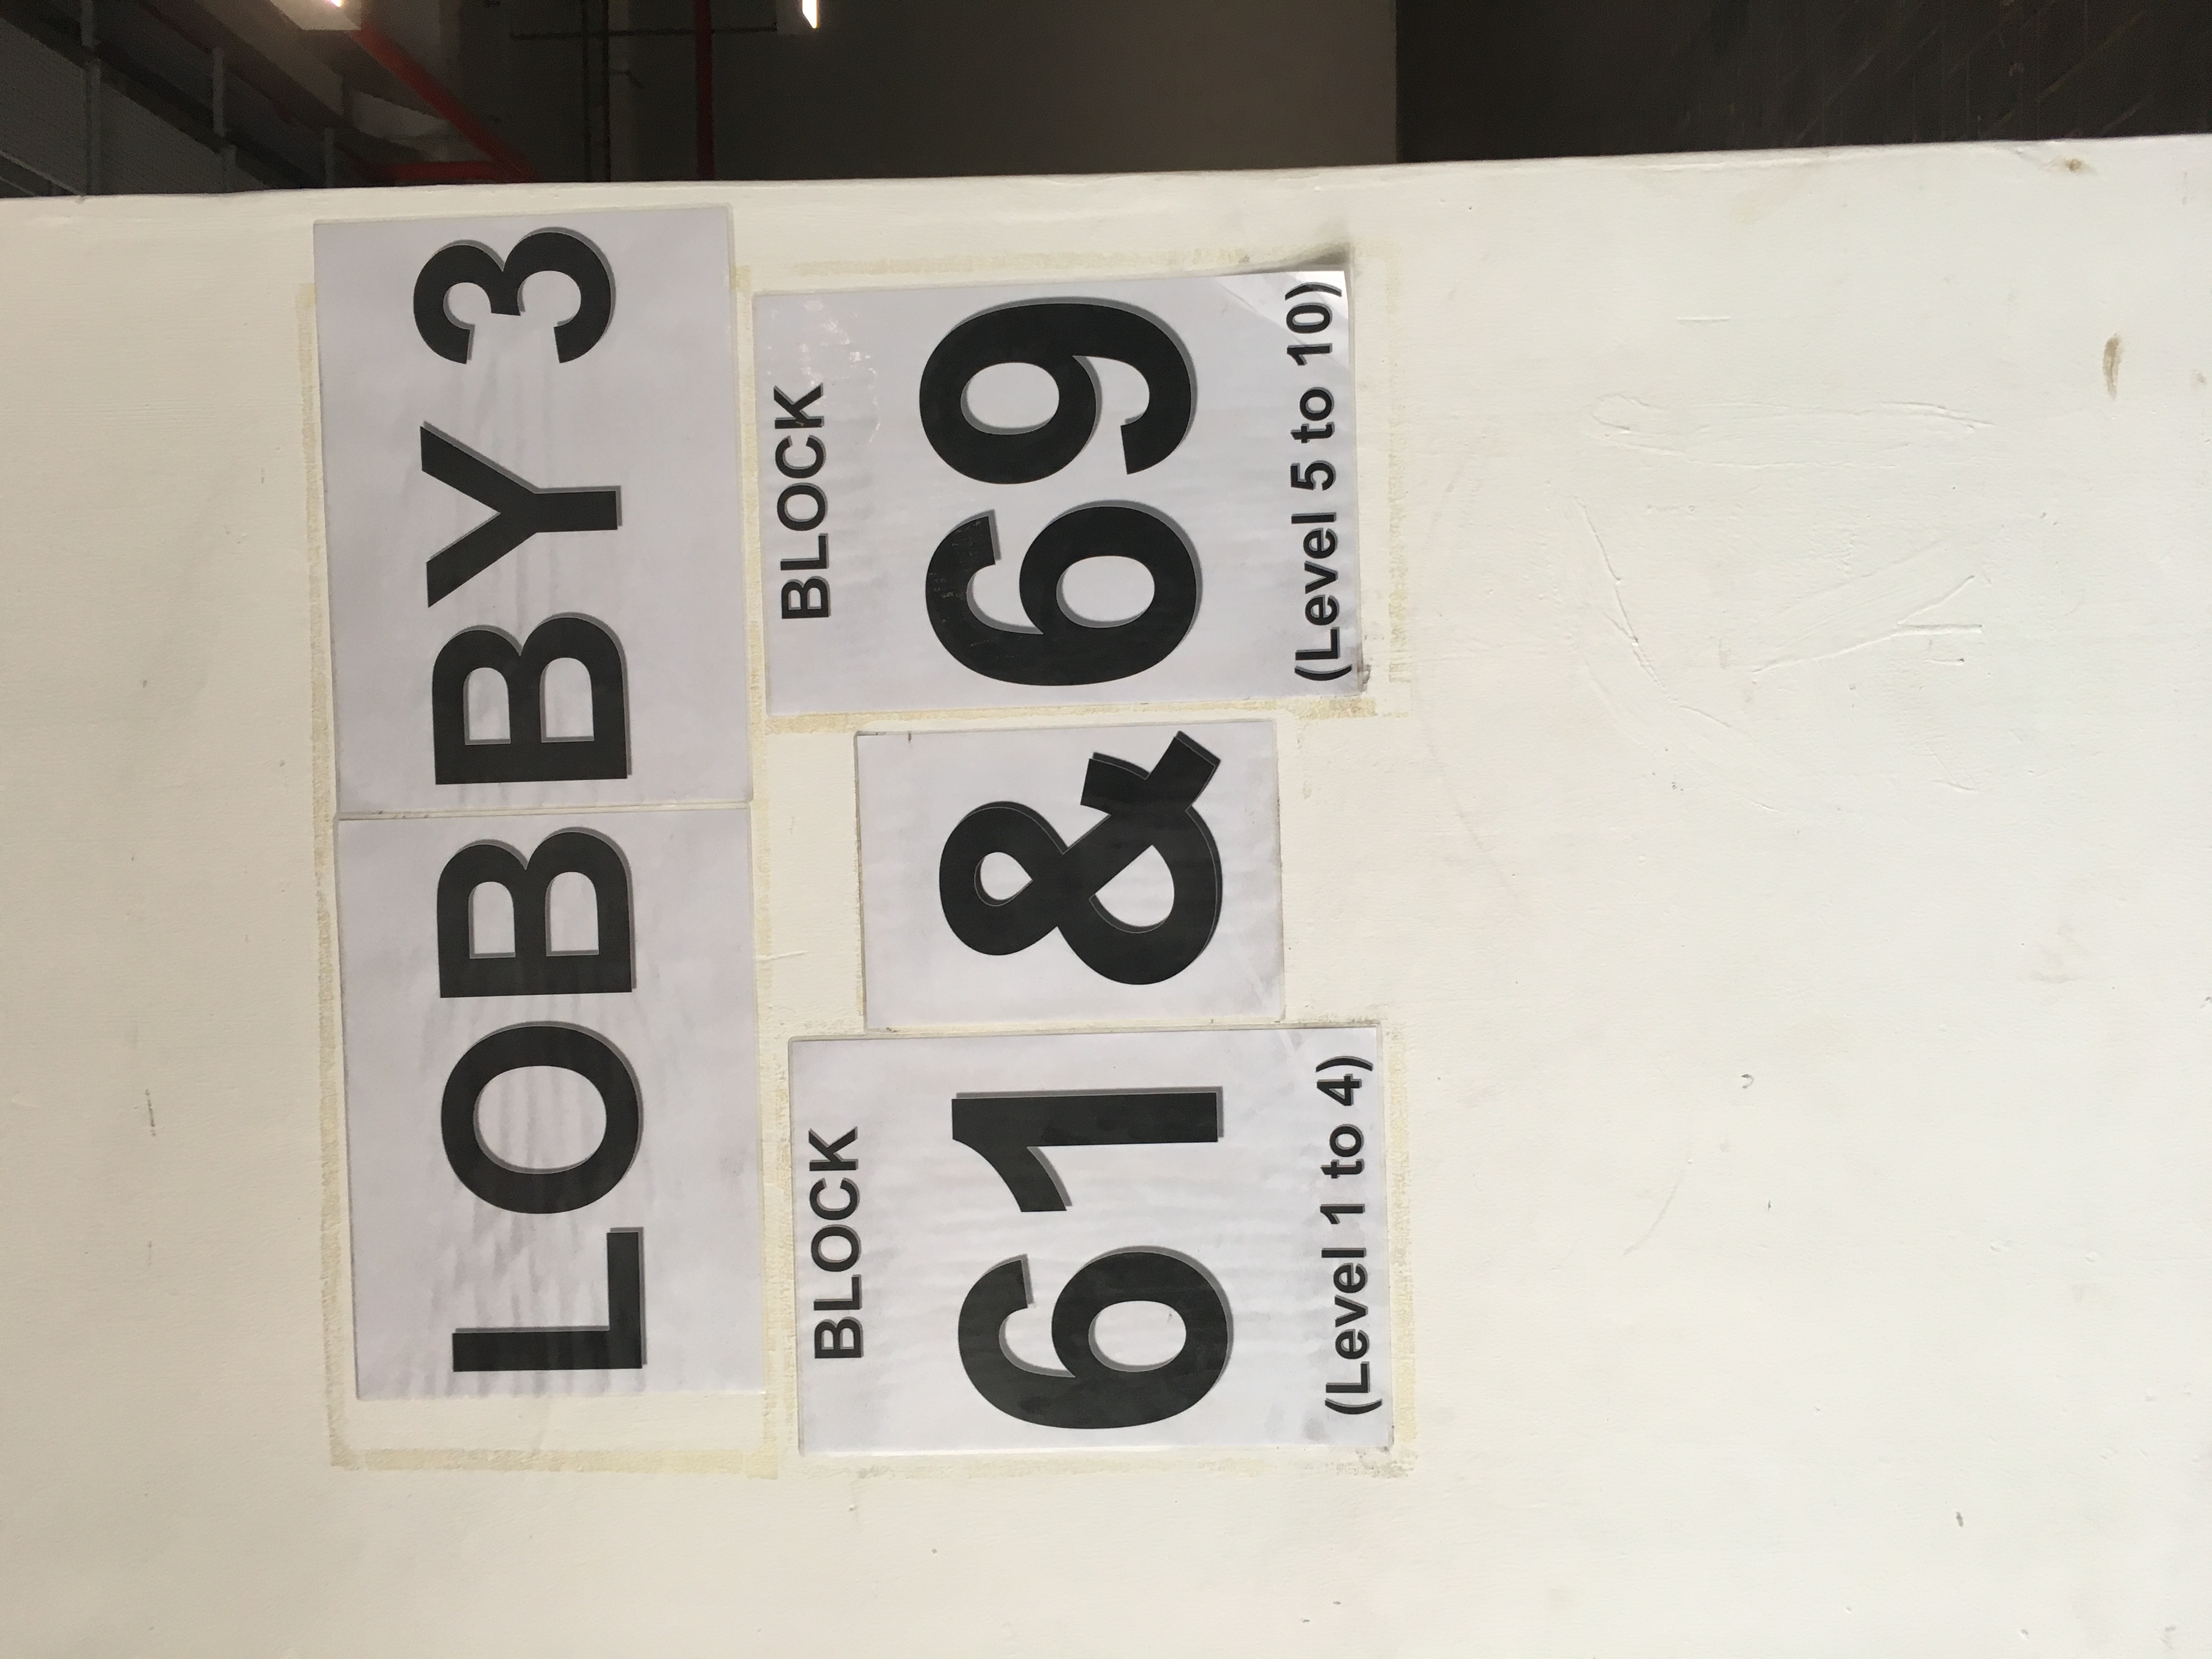 LOBBY 3
BLOCK
61
(Level 1 to 4)
&
BLOCK
69
(Level 5 to 10)